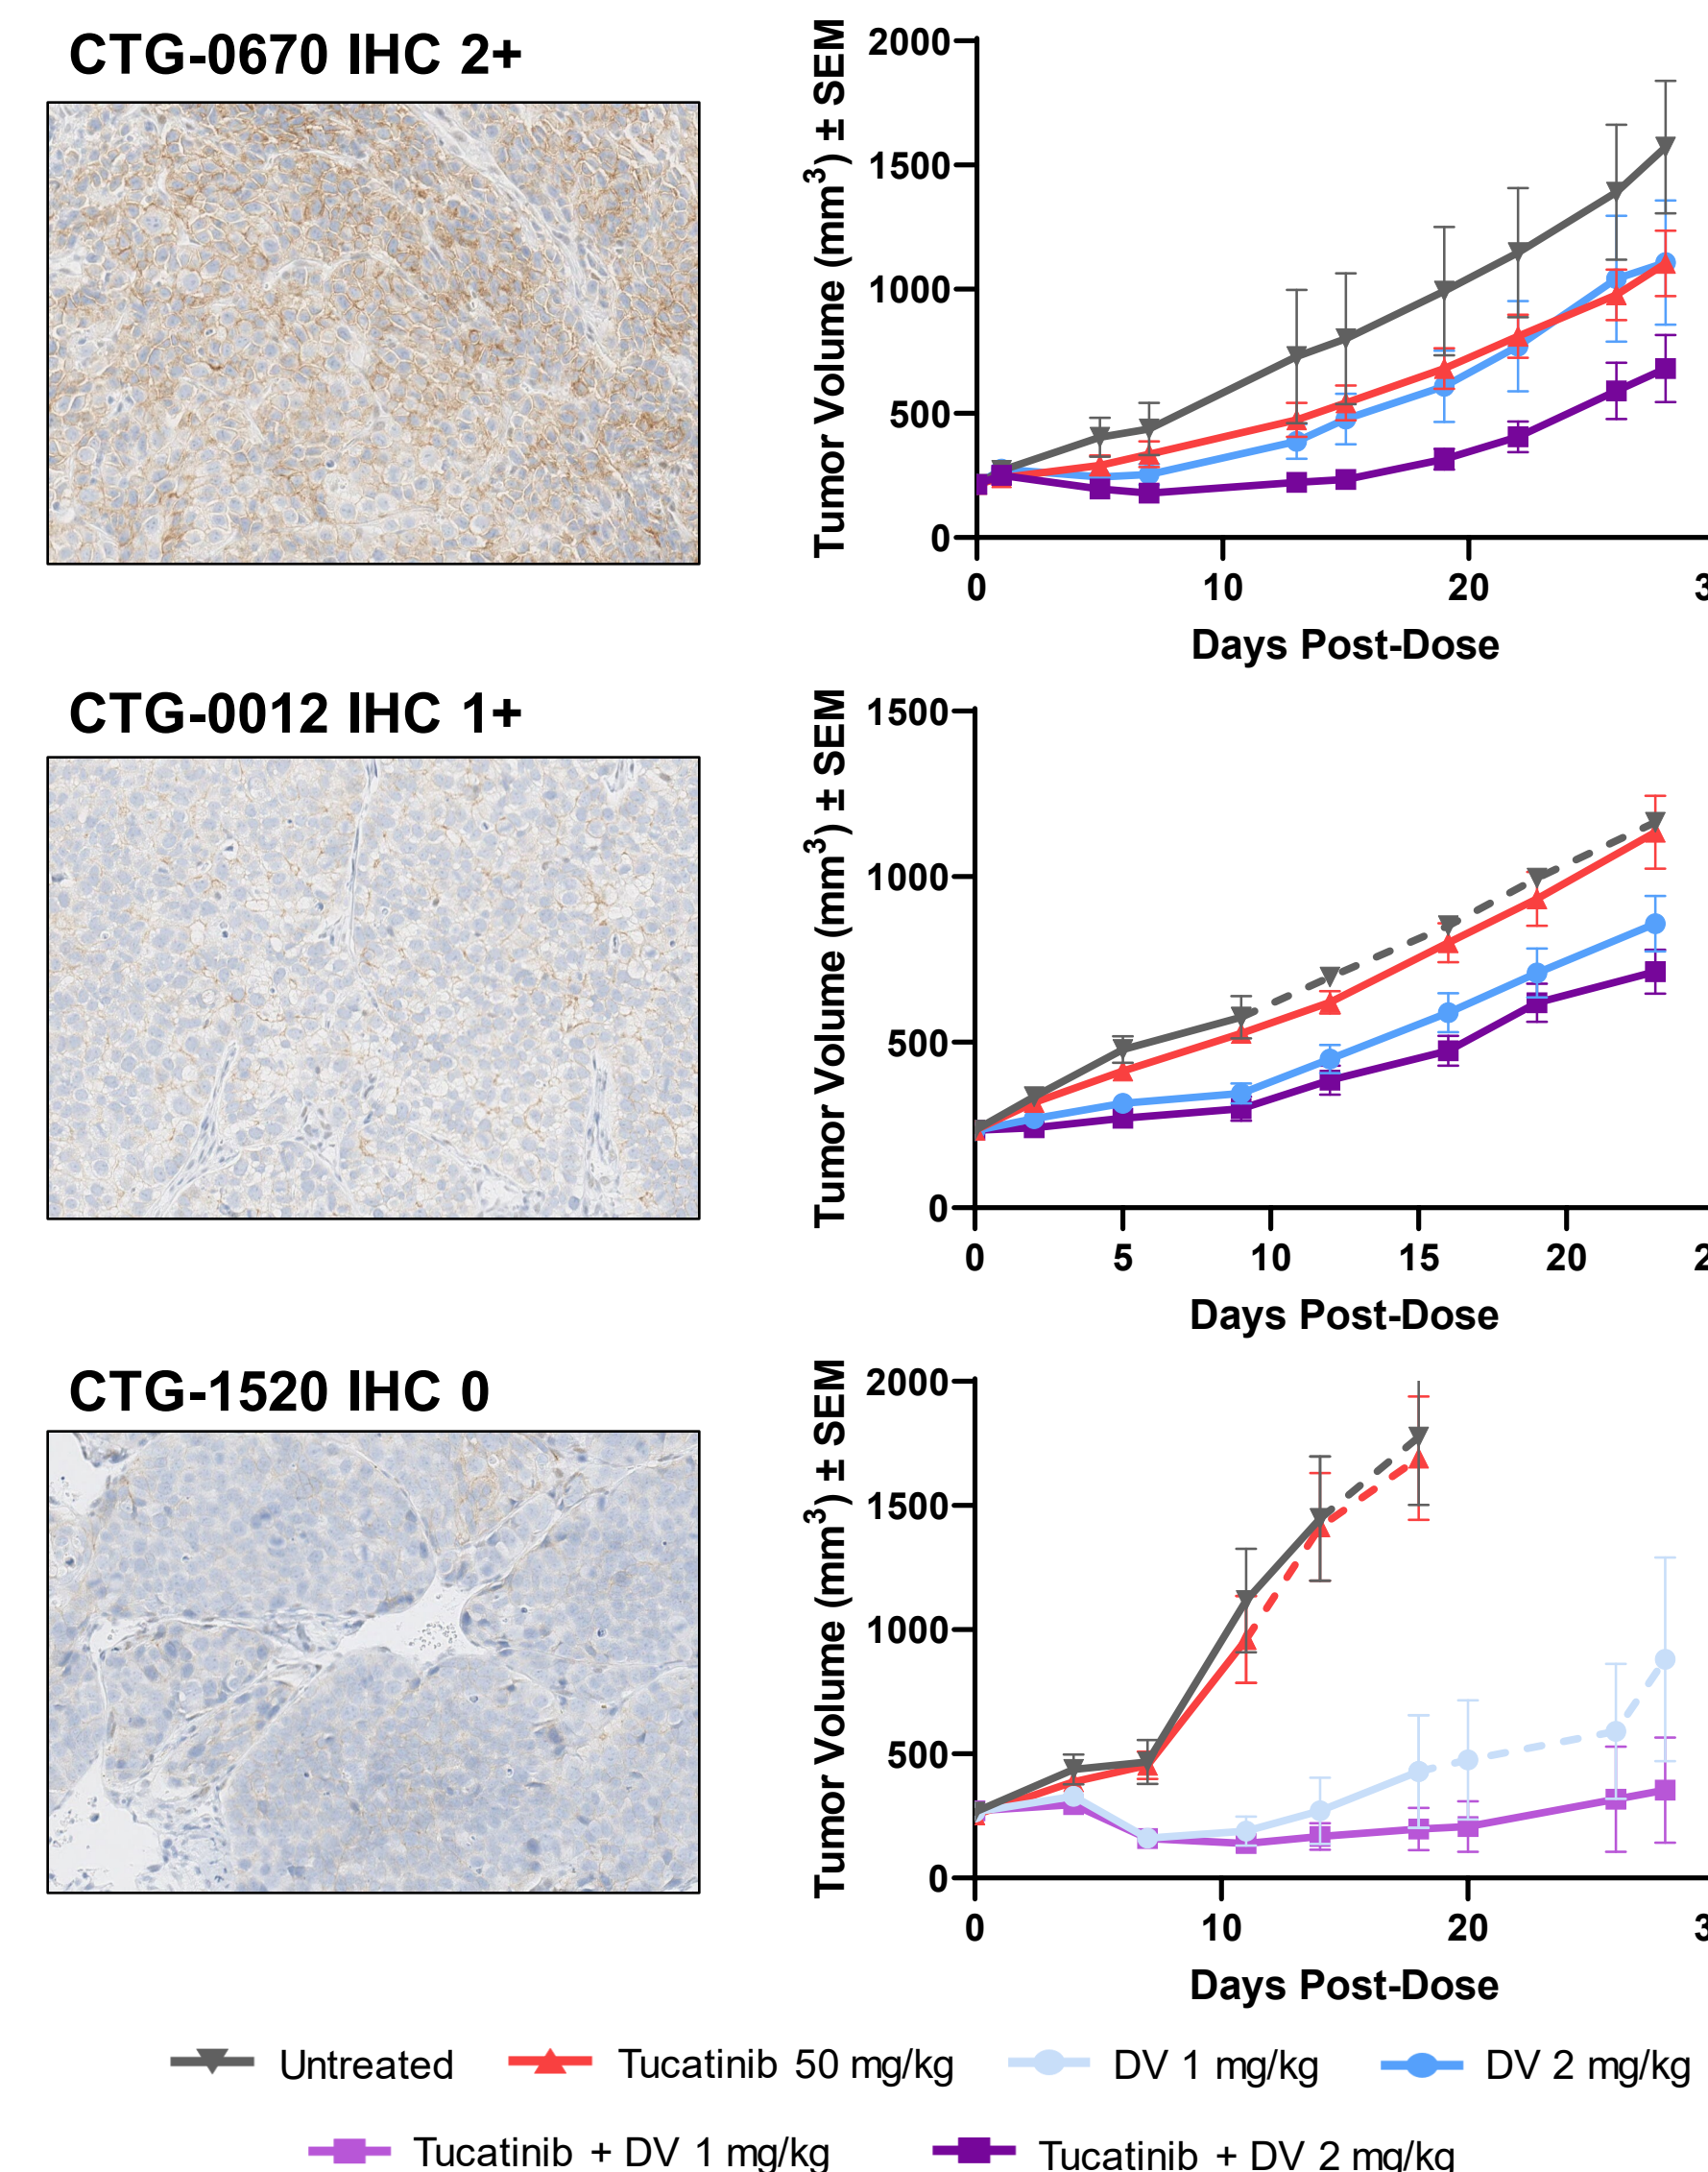 CTG-0670 IHC 2+
Tumor Volume (mm³) ± SEM
2000
1500
1000
500
0
0 10 20 3
Days Post-Dose
CTG-0012 IHC 1+
Tumor Volume (mm³) ± SEM
1500
1000
500
0
0 5 10 15 20 2
Days Post-Dose
CTG-1520 IHC 0
Tumor Volume (mm³) ± SEM
2000
1500
1000
500
0
0 10 20 3
Days Post-Dose
Untreated Tucatinib 50 mg/kg DV 1 mg/kg DV 2 mg/kg
Tucatinib + DV 1 mg/kg Tucatinib + DV 2 mg/kg